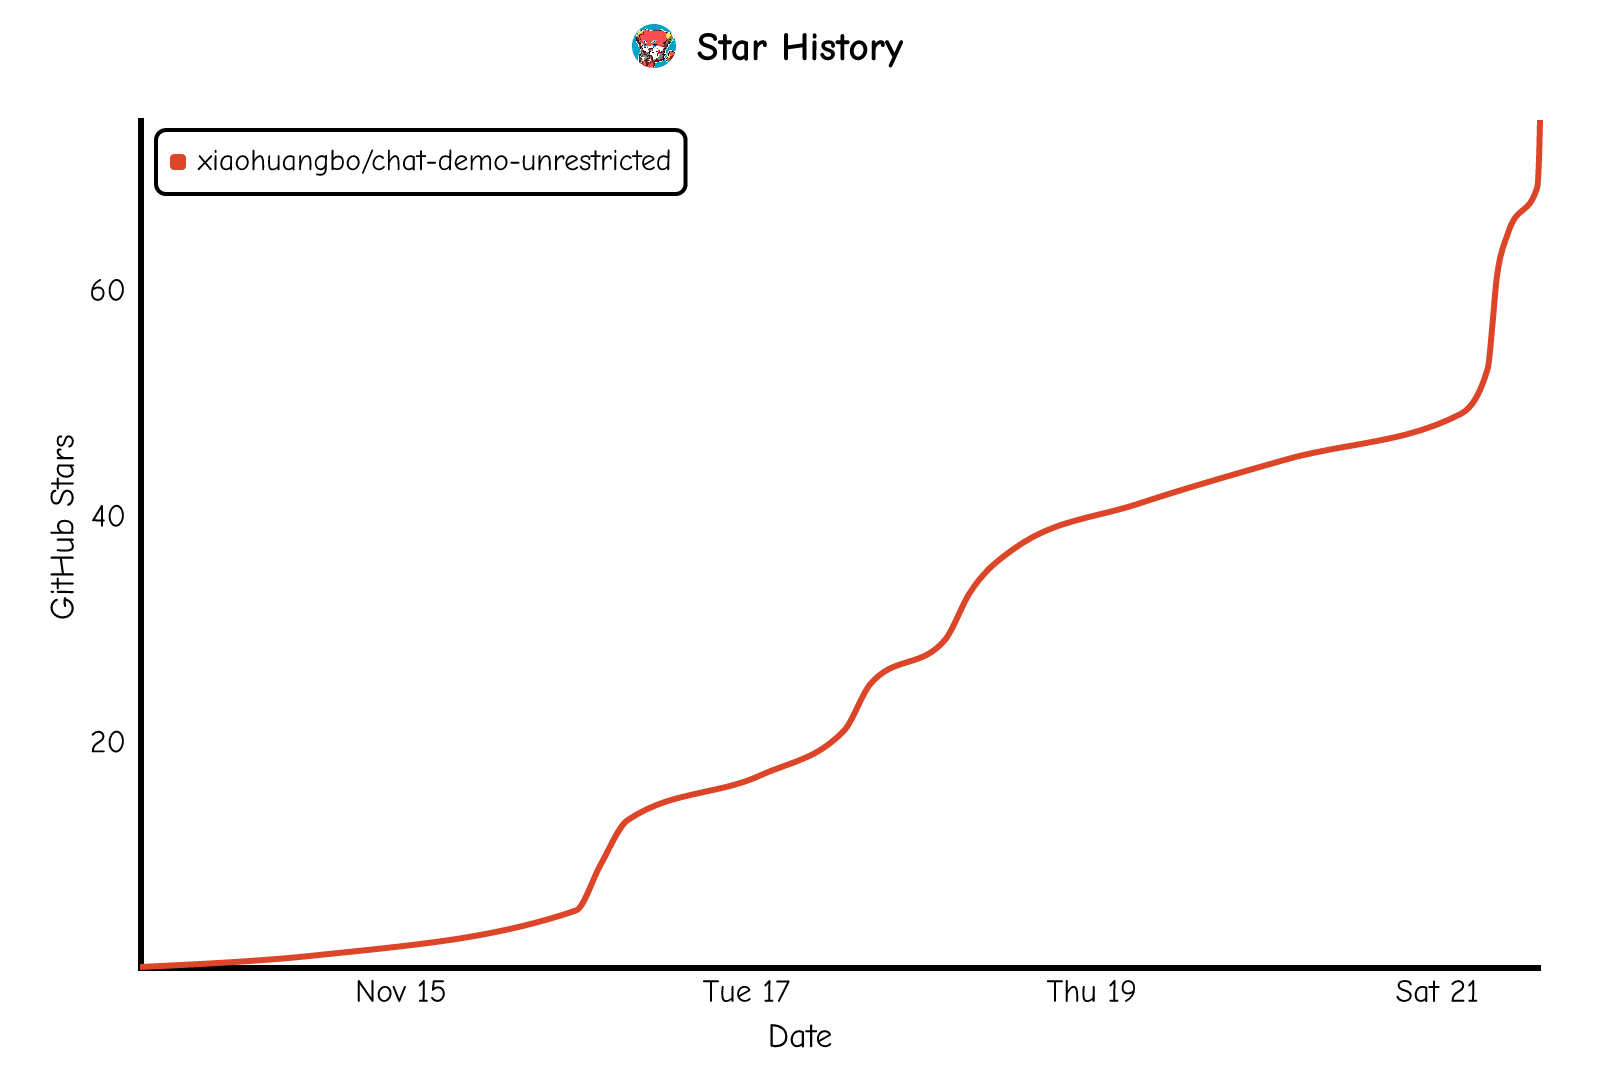 Star History
xiaohuangbo/chat-demo-unrestricted
60
40
20
GitHub Stars
Nov 15
Tue 17
Thu 19
Sat 21
Date